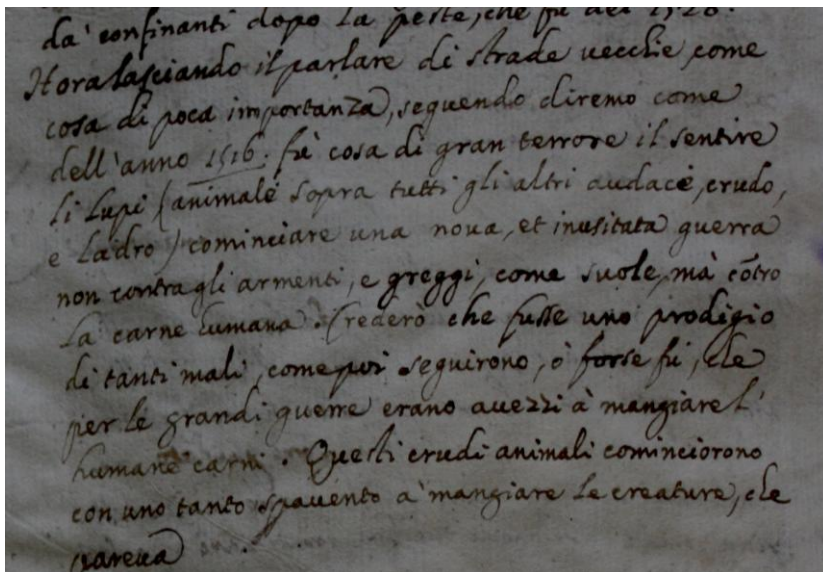 da' confinanti dopo la peste, che fù del 1528.
Hora lasciando il parlare di strade uecchie, come
cosa di poca importanza, seguendo diremo come
dell'anno 1516. fù cosa di gran terrore il sentire
li lupi (animale sopra tutti gli altri audace, crudo,
e ladro) cominciare una noua, et inusitata guerra
non contra gli armenti, e greggi, come suole, mà cõtro
la carne humana. Crederò che fusse uno prodigio
di tanti mali, come poi seguirono, ò forse fù, che
per le grandi guerre erano auezzi à mangiare l'
humane carni. Questi crudi animali cominciorono
con uno tanto spauento a' mangiare le creature, che
pareua